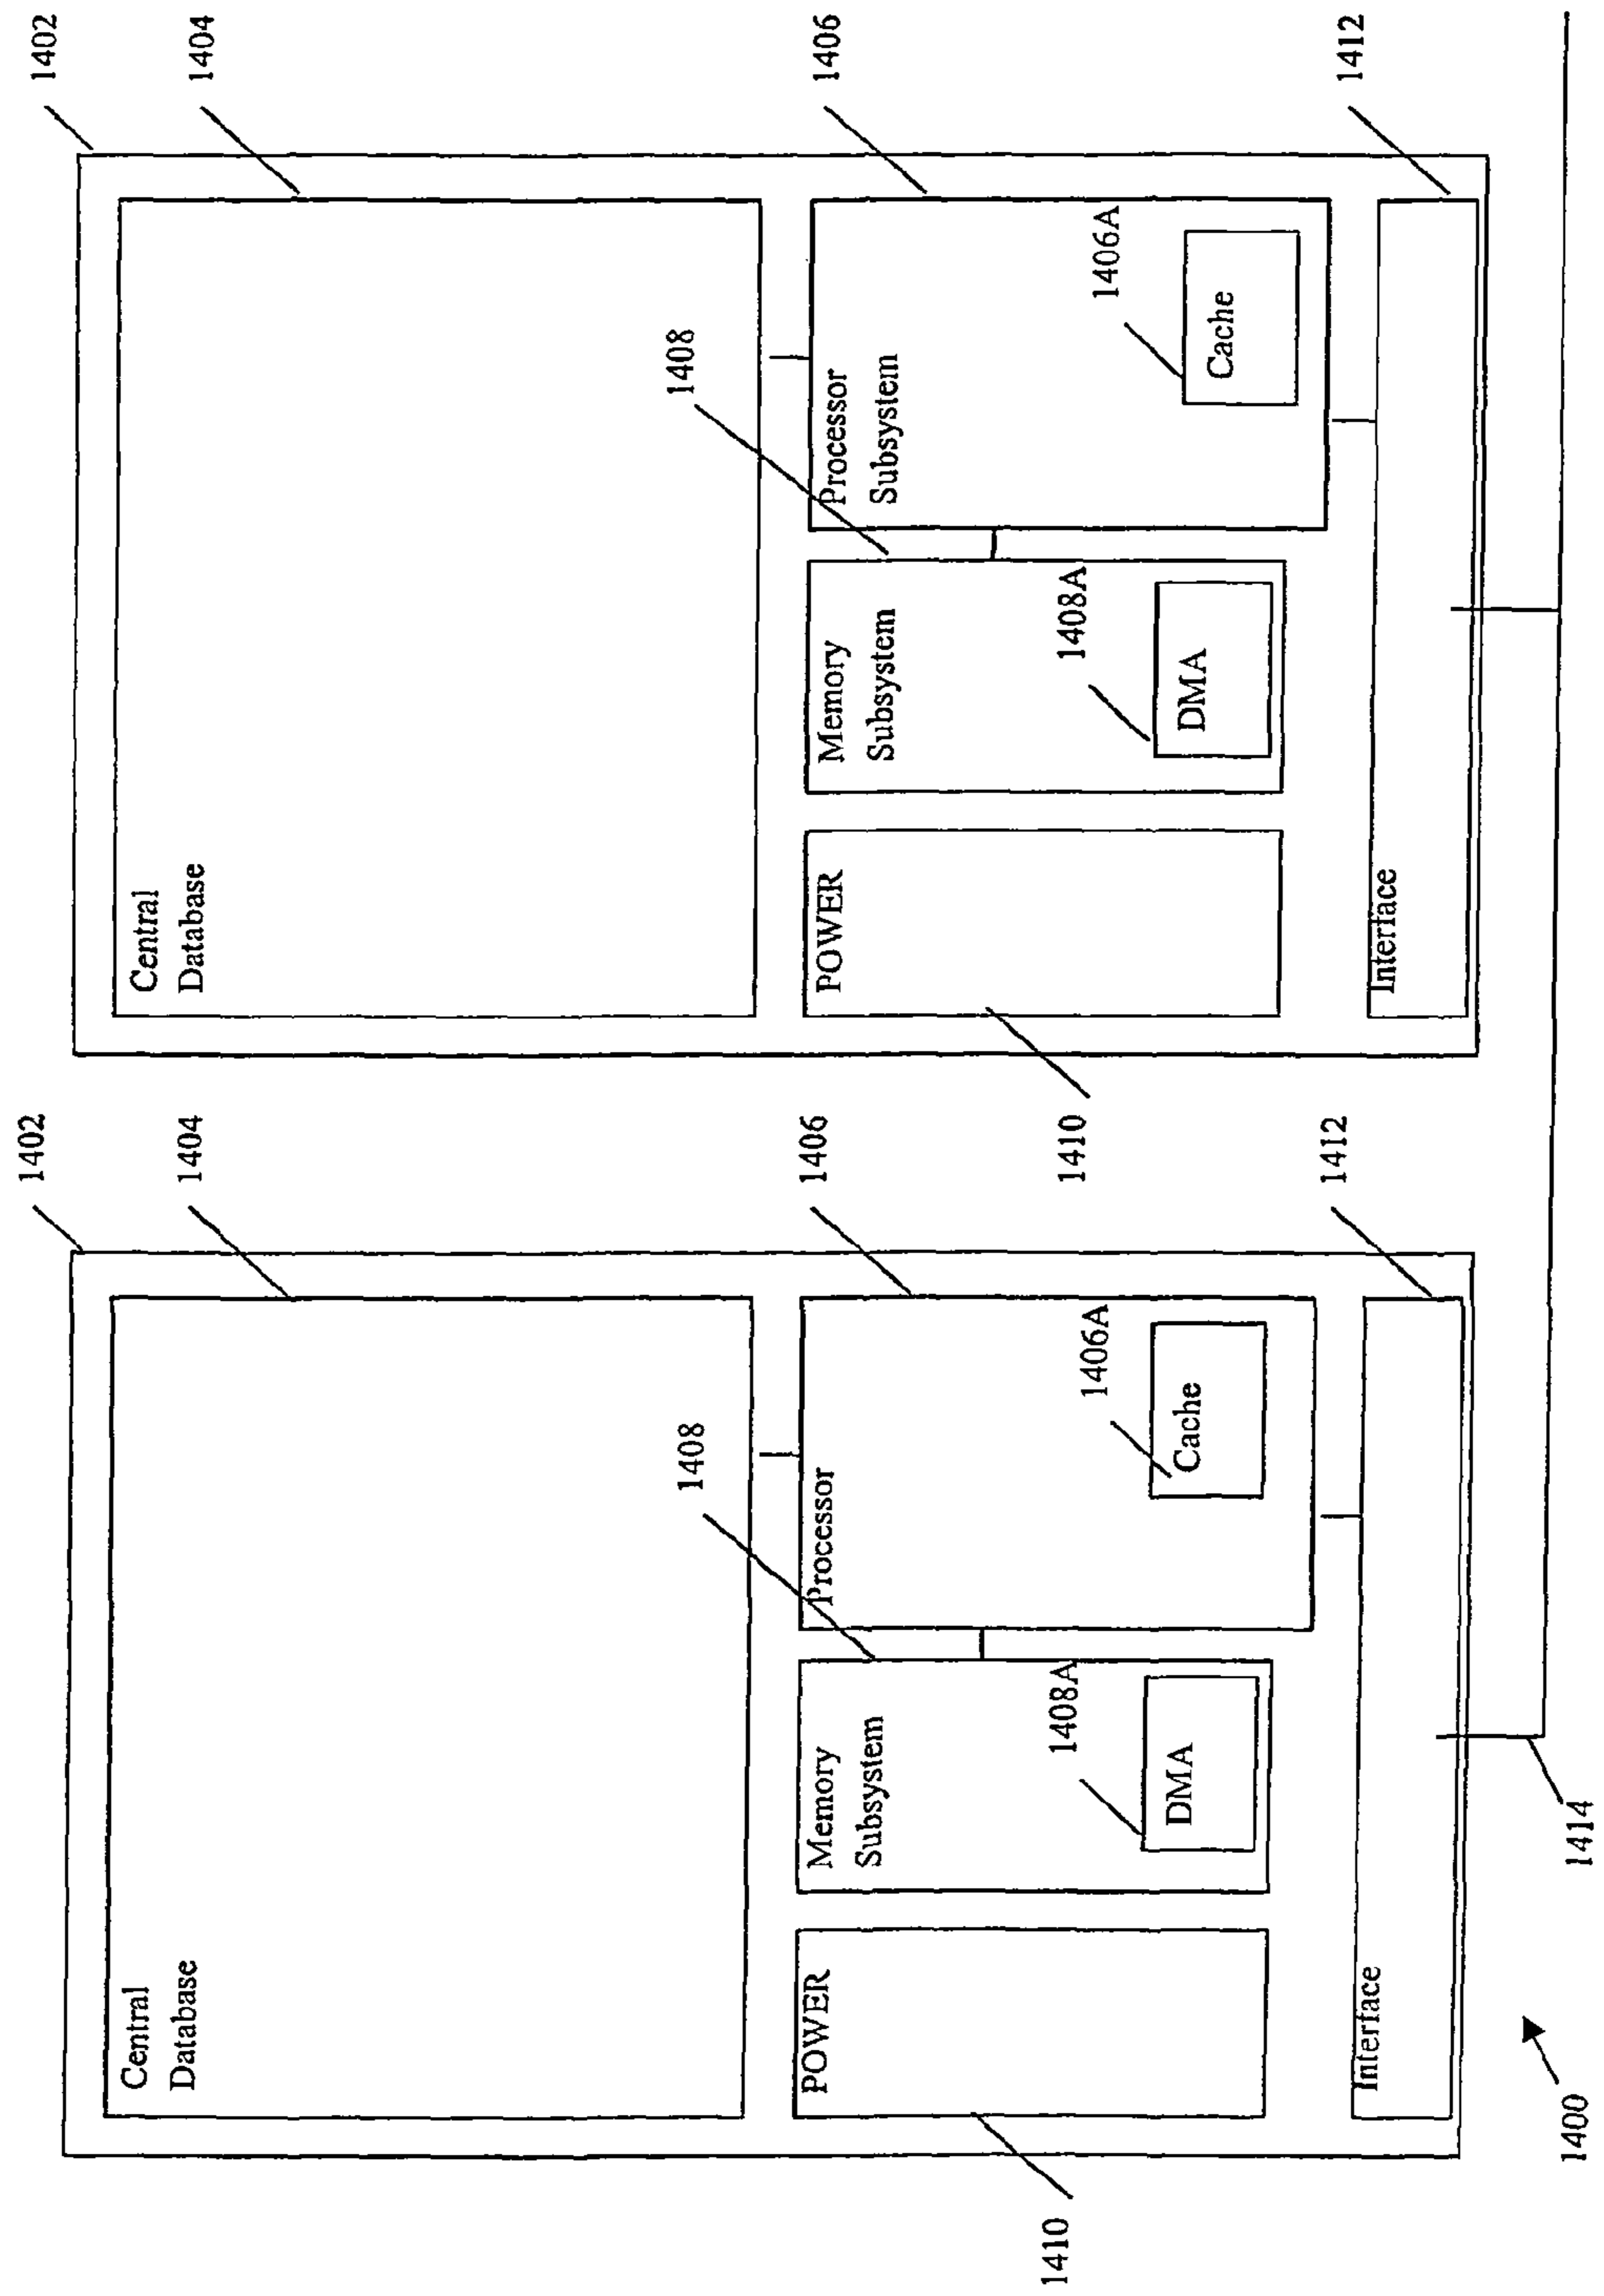 1402
1404
1406
1412
Central
Database
1408
Processor
Subsystem
1406A
Cache
Memory
Subsystem
1408A
DMA
POWER
1410
Interface
1402
1404
1406
1412
Central
Database
1408
Processor
1406A
Cache
Memory
Subsystem
1408A
DMA
POWER
1410
Interface
1414
1400